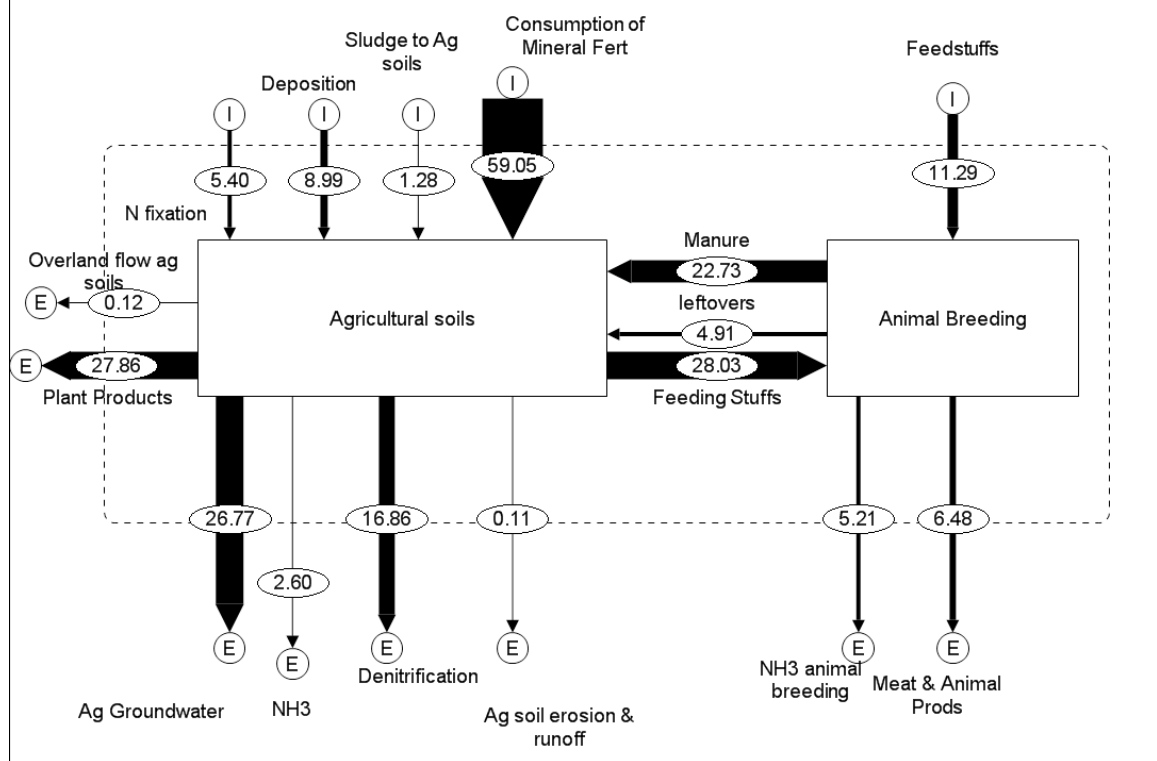 Consumption of
Mineral Fert
Sludge to Ag
soils
Feedstuffs
Deposition
I
I
I
I
I
59.05
11.29
5.40
8.99
1.28
N fixation
Manure
22.73
Overland flow ag
soils
E
0.12
leftovers
Agricultural soils
Animal Breeding
4.91
E
27.86
28.03
Plant Products
Feeding Stuffs
26.77
16.86
0.11
5.21
6.48
2.60
E
E
E
E
E
E
Denitrification
NH3 animal
breeding
Meat & Animal
Prods
Ag Groundwater
NH3
Ag soil erosion &
runoff